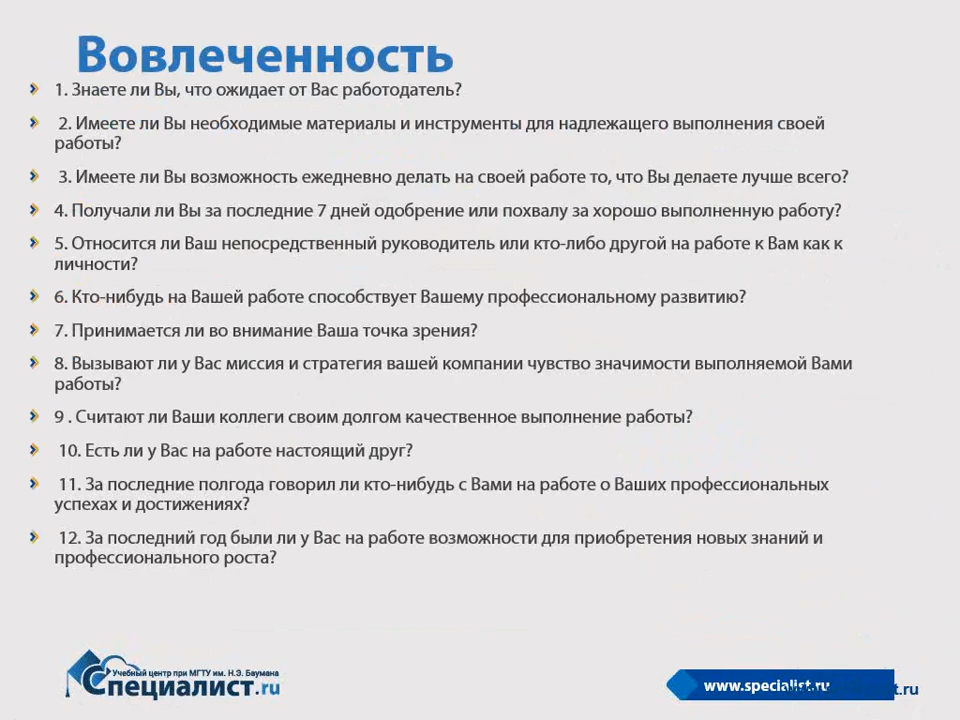 Вовлеченность
1. Знаете ли Вы, что ожидает от Вас работодатель?
2. Имеете ли Вы необходимые материалы и инструменты для надлежащего выполнения своей
работы?
3. Имеете ли Вы возможность ежедневно делать на своей работе то, что Вы делаете лучше всего?
4. Получали ли Вы за последние 7 дней одобрение или похвалу за хорошо выполненную работу?
5. Относится ли Ваш непосредственный руководитель или кто-либо другой на работе к Вам как к
личности?
6. Кто-нибудь на Вашей работе способствует Вашему профессиональному развитию?
7. Принимается ли во внимание Ваша точка зрения?
8. Вызывают ли у Вас миссия и стратегия вашей компании чувство значимости выполняемой Вами
работы?
9 . Считают ли Ваши коллеги своим долгом качественное выполнение работы?
10. Есть ли у Вас на работе настоящий друг?
11. За последние полгода говорил ли кто-нибудь с Вами на работе о Ваших профессиональных
успехах и достижениях?
12. За последний год были ли у Вас на работе возможности для приобретения новых знаний и
профессионального роста?
Учебный центр при МГТУ им. Н.Э. Баумана
Специалист.ru
www.specialist.ru